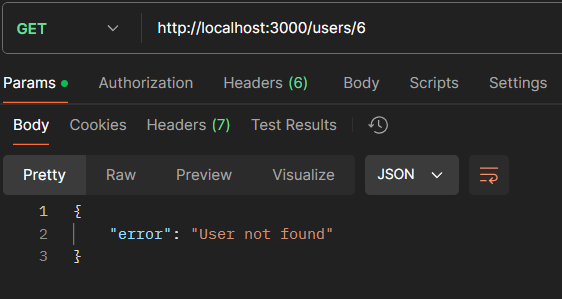 GET http://localhost:3000/users/6
Params Authorization Headers (6) Body Scripts Settings
Body Cookies Headers (7) Test Results
Pretty Raw Preview Visualize JSON
1 {
2 "error": "User not found"
3 }